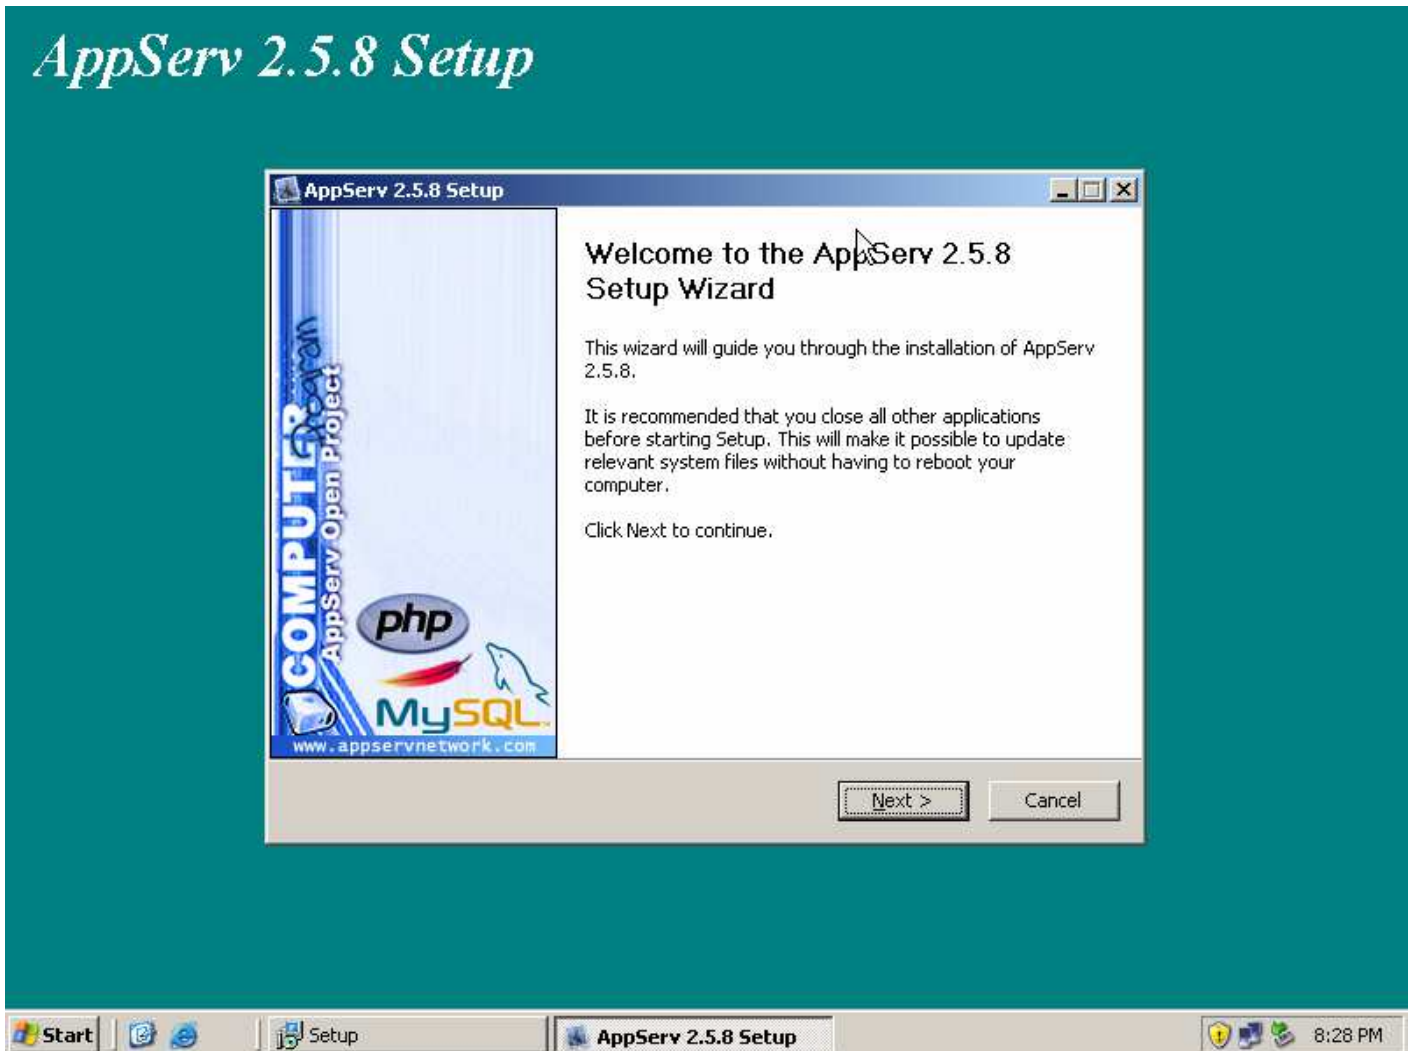 AppServ 2.5.8 Setup
AppServ 2.5.8 Setup
Welcome to the AppServ 2.5.8
Setup Wizard
This wizard will guide you through the installation of AppServ
2.5.8.
It is recommended that you close all other applications
before starting Setup. This will make it possible to update
relevant system files without having to reboot your
computer.
Click Next to continue.
COMPUTER
Program
AppServ Open Project
php
MySQL
www.appservnetwork.com
Next >
Cancel
Start
Setup
AppServ 2.5.8 Setup
8:28 PM